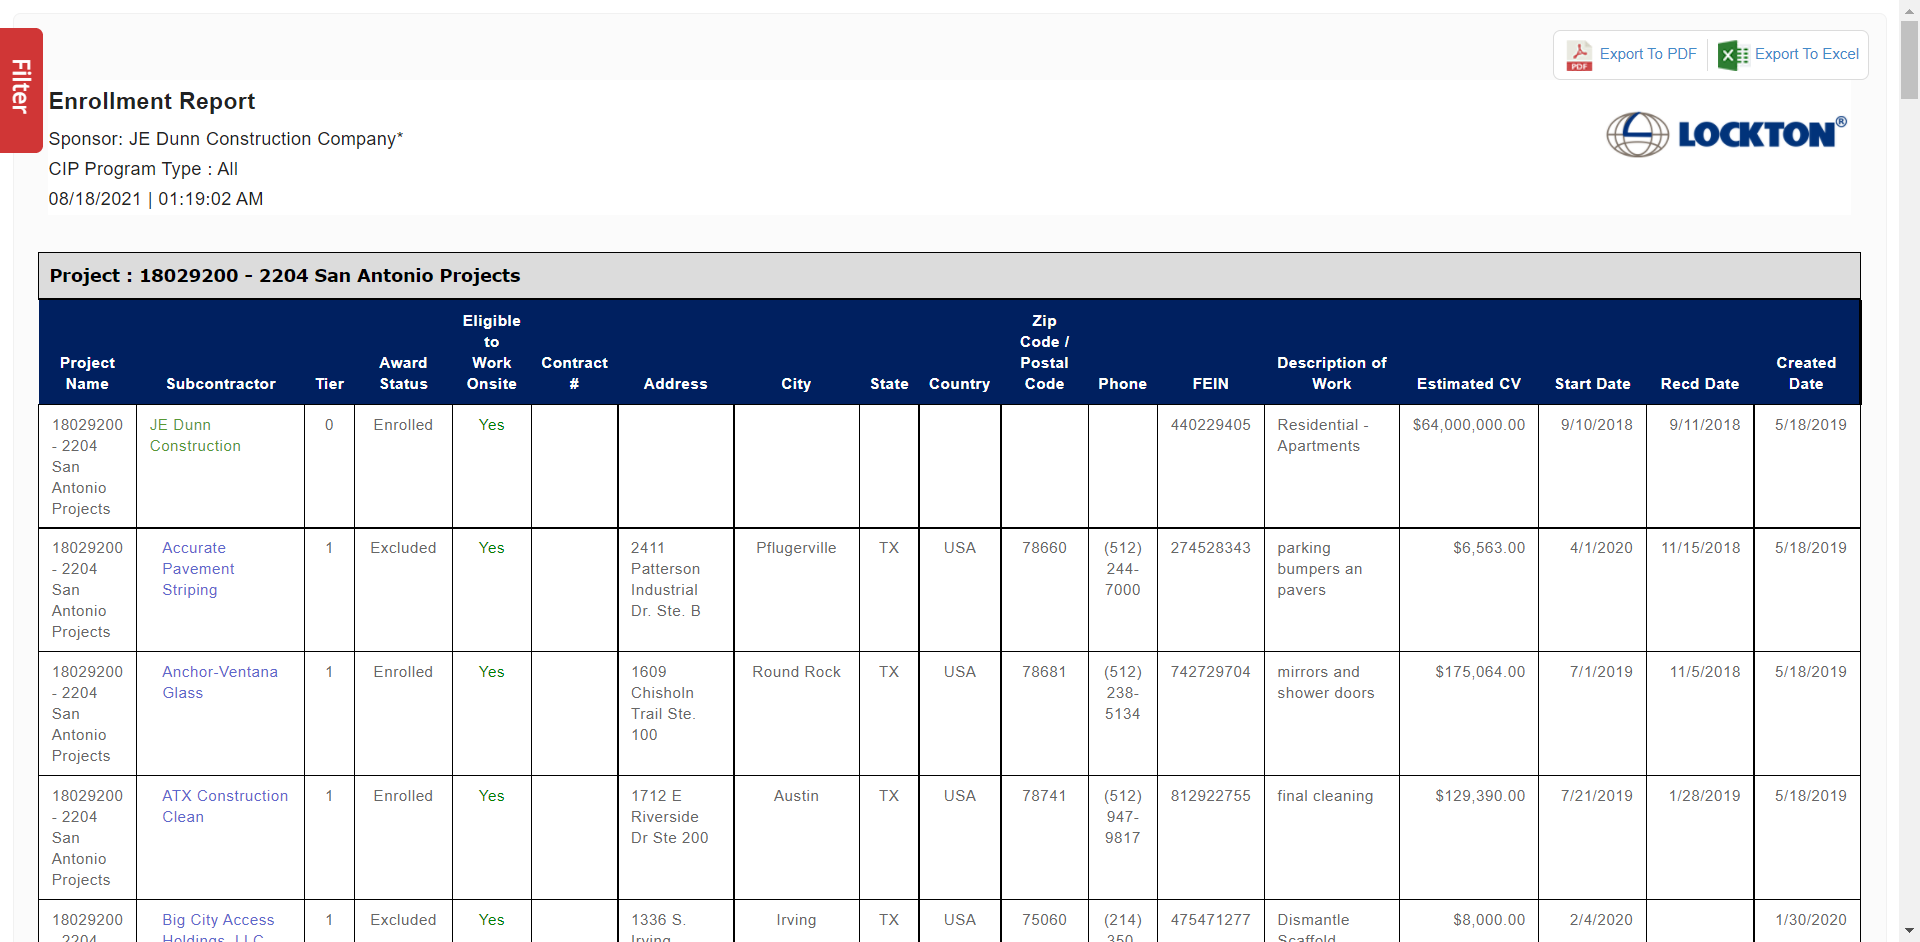 Export To PDF
Export To Excel
Filter
Enrollment Report
Sponsor: JE Dunn Construction Company*
CIP Program Type : All
08/18/2021 | 01:19:02 AM
LOCKTON®
Project : 18029200 - 2204 San Antonio Projects
Project Name Subcontractor Tier Award Status Eligible to Work Onsite Contract # Address City State Country Zip Code / Postal Code Phone FEIN Description of Work Estimated CV Start Date Recd Date Created Date
18029200 - 2204 San Antonio Projects JE Dunn Construction 0 Enrolled Yes 440229405 Residential - Apartments $64,000,000.00 9/10/2018 9/11/2018 5/18/2019
18029200 - 2204 San Antonio Projects Accurate Pavement Striping 1 Excluded Yes 2411 Patterson Industrial Dr. Ste. B Pflugerville TX USA 78660 (512) 244-7000 274528343 parking bumpers an pavers $6,563.00 4/1/2020 11/15/2018 5/18/2019
18029200 - 2204 San Antonio Projects Anchor-Ventana Glass 1 Enrolled Yes 1609 Chisholn Trail Ste. 100 Round Rock TX USA 78681 (512) 238-5134 742729704 mirrors and shower doors $175,064.00 7/1/2019 11/5/2018 5/18/2019
18029200 - 2204 San Antonio Projects ATX Construction Clean 1 Enrolled Yes 1712 E Riverside Dr Ste 200 Austin TX USA 78741 (512) 947-9817 812922755 final cleaning $129,390.00 7/21/2019 1/28/2019 5/18/2019
18029200 - 2204 Big City Access Holdings, LLC 1 Excluded Yes 1336 S. Irving Irving TX USA 75060 (214) 350- 475471277 Dismantle Scaffold $8,000.00 2/4/2020 1/30/2020